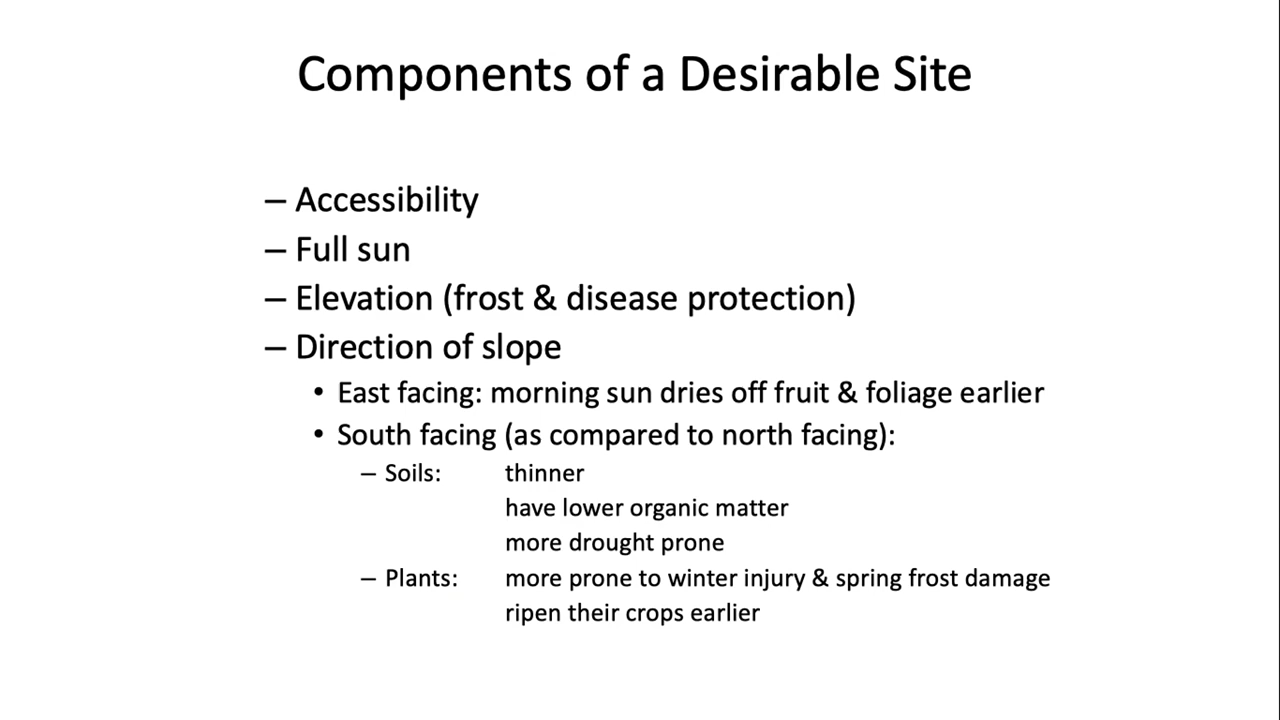 Components of a Desirable Site
– Accessibility
– Full sun
– Elevation (frost & disease protection)
– Direction of slope
• East facing: morning sun dries off fruit & foliage earlier
• South facing (as compared to north facing):
– Soils: thinner
have lower organic matter
more drought prone
– Plants: more prone to winter injury & spring frost damage
ripen their crops earlier